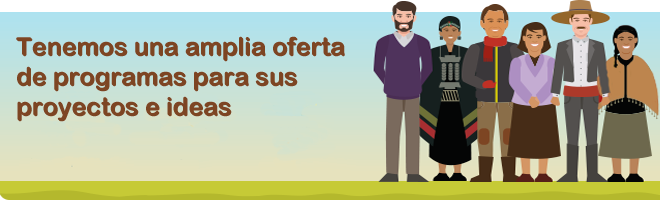 Tenemos una amplia oferta
de programas para sus
proyectos e ideas